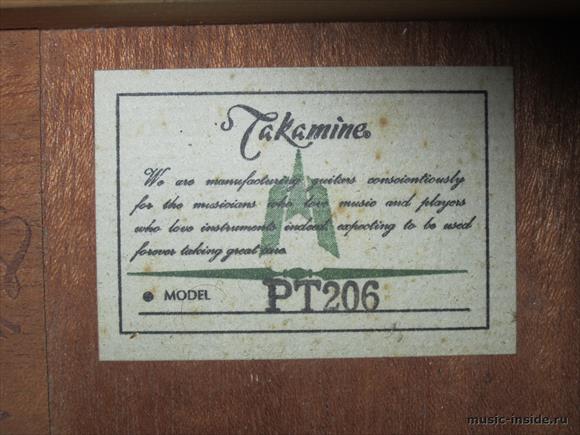 Takamine
We are manufacturing guitars conscientiously
for the musicians who love music and players
who love instruments indeed expecting to be used
forever taking great care.
● MODEL PT206
music-inside.ru